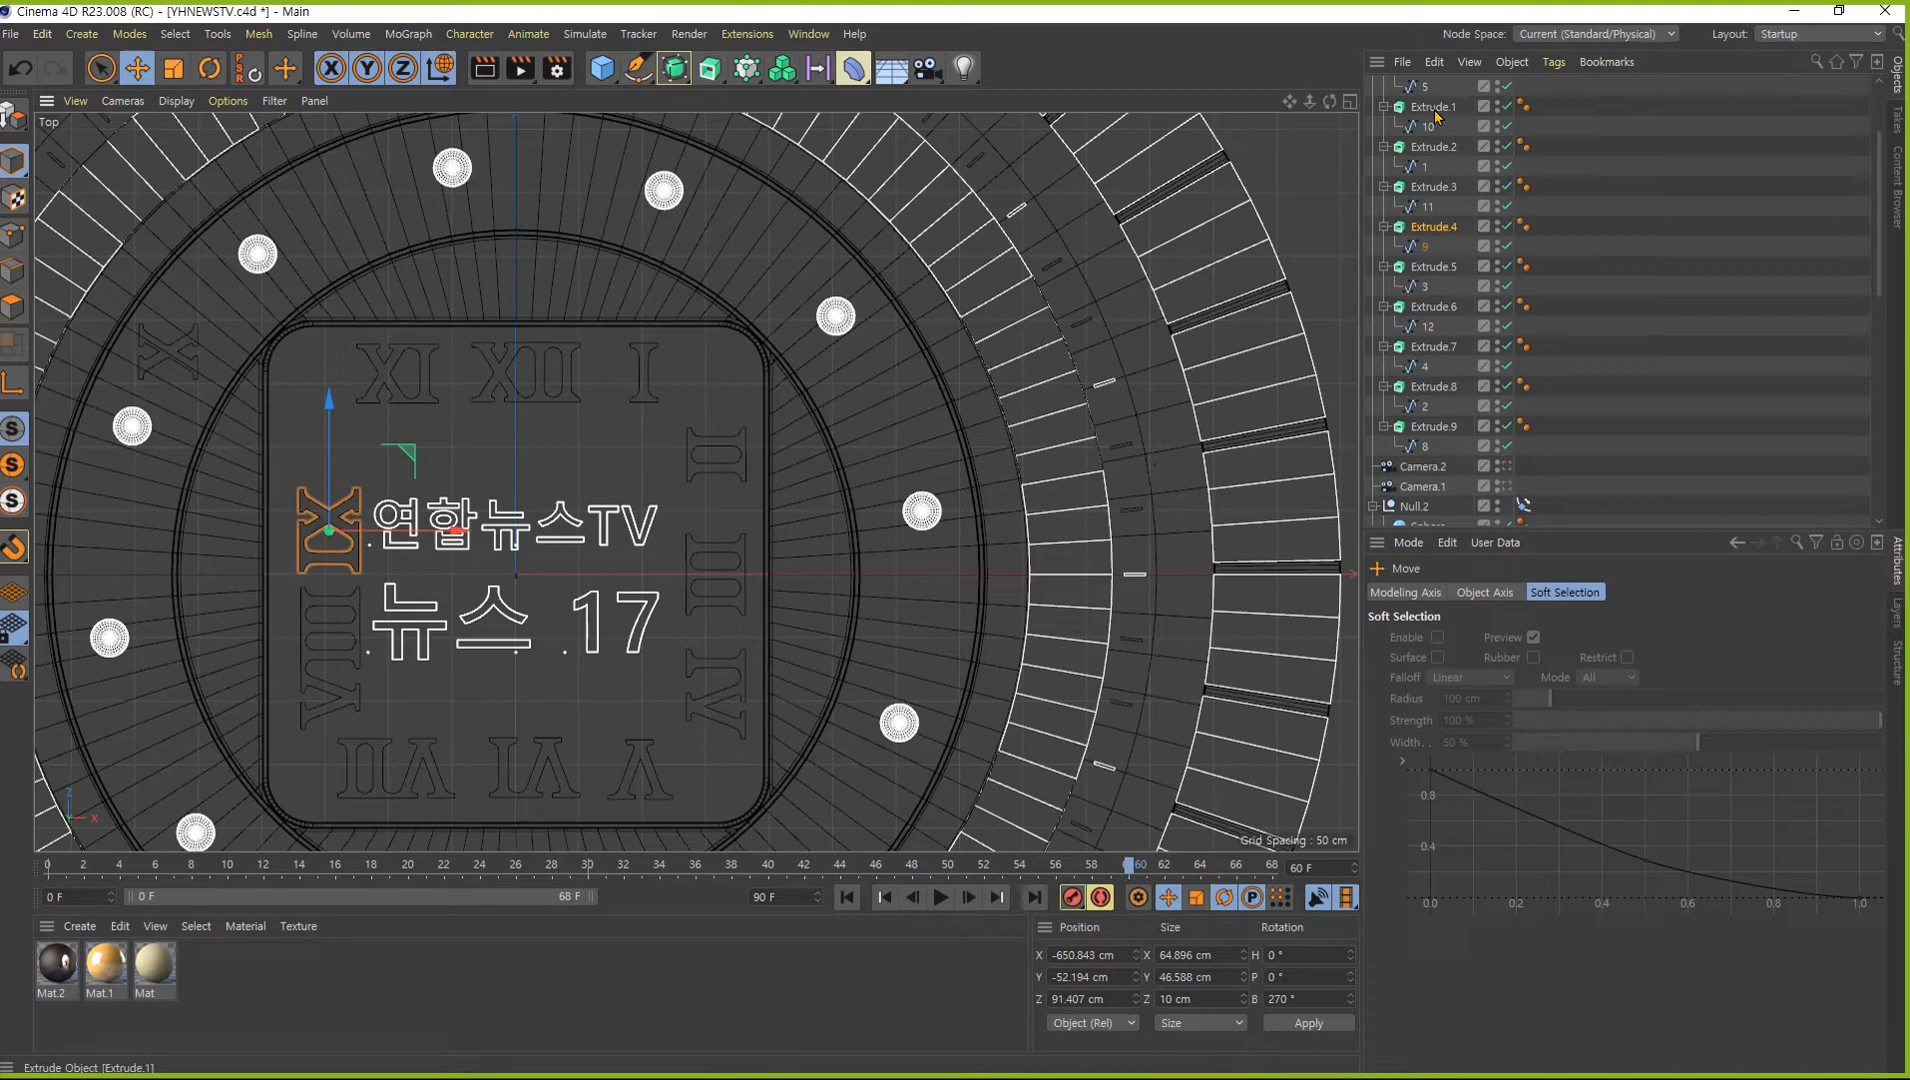 Cinema 4D R23.008 (RC) - [YHNEWSTV.c4d *] - Main
File Edit Create Modes Select Tools Mesh Spline Volume MoGraph Character Animate Simulate Tracker Render Extensions Window Help
Node Space: Current (Standard/Physical) Layout: Startup
View Cameras Display Options Filter Panel
File Edit View Object Tags Bookmarks
Top
5
Extrude.1
10
Extrude.2
1
Extrude.3
11
Extrude.4
9
Extrude.5
3
Extrude.6
12
Extrude.7
4
Extrude.8
2
Extrude.9
8
Camera.2
Camera.1
Null.2
Objects
Takes
Content Browser
X
XI XII I
II
IX 연합뉴스TV
III
뉴스 .17
VIII
IV
VII VI V
Z
X
Grid Spacing : 50 cm
Mode Edit User Data
Move
Modeling Axis Object Axis Soft Selection
Soft Selection
Enable Preview
Surface Rubber Restrict
Falloff Linear Mode All
Radius 100 cm
Strength 100 %
Width. . 50 %
0.8
0.4
0.0 0.2 0.4 0.6 0.8 1.0
Attributes
Layers
Structure
0 2 4 6 8 10 12 14 16 18 20 22 24 26 28 30 32 34 36 38 40 42 44 46 48 50 52 54 56 58 60 62 64 66 68 60 F
0 F 0 F 68 F 90 F
Create Edit View Select Material Texture
Mat.2 Mat.1 Mat
Position Size Rotation
X -650.843 cm X 64.896 cm H 0 °
Y -52.194 cm Y 46.588 cm P 0 °
Z 91.407 cm Z 10 cm B 270 °
Object (Rel) Size Apply
Extrude Object [Extrude.1]